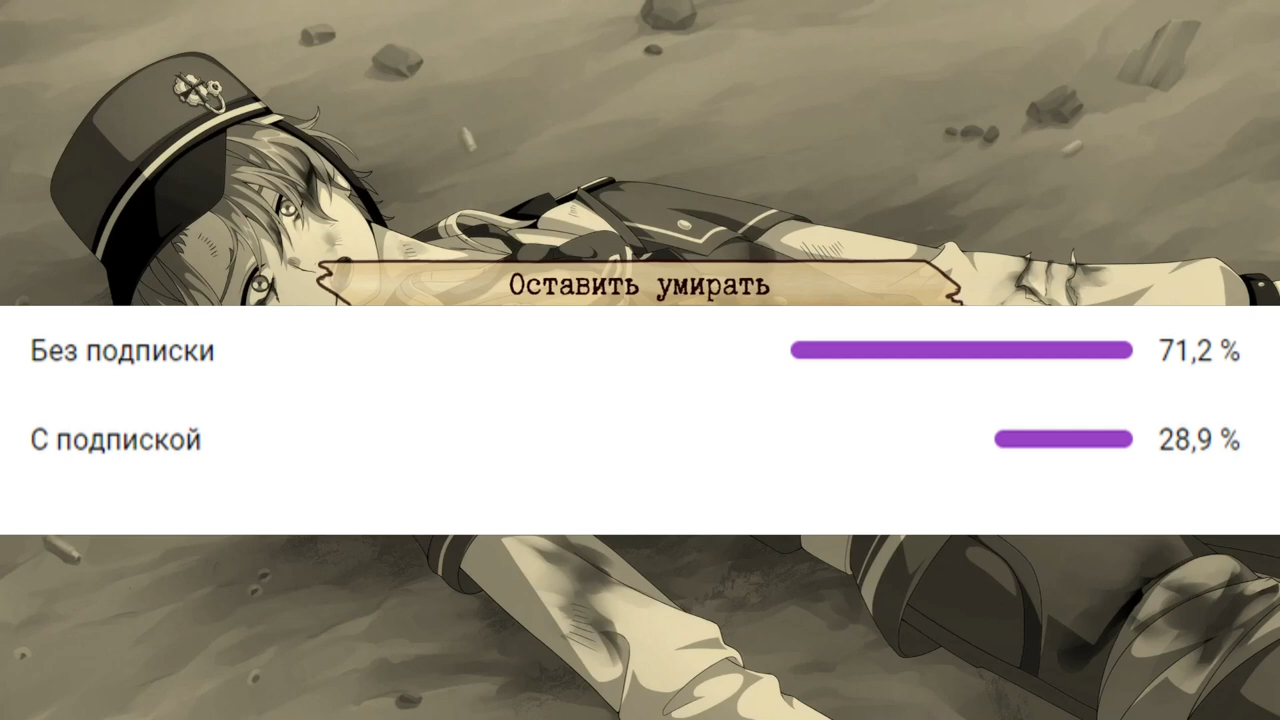 Оставить умирать
Без подписки 71,2 %
С подпиской 28,9 %